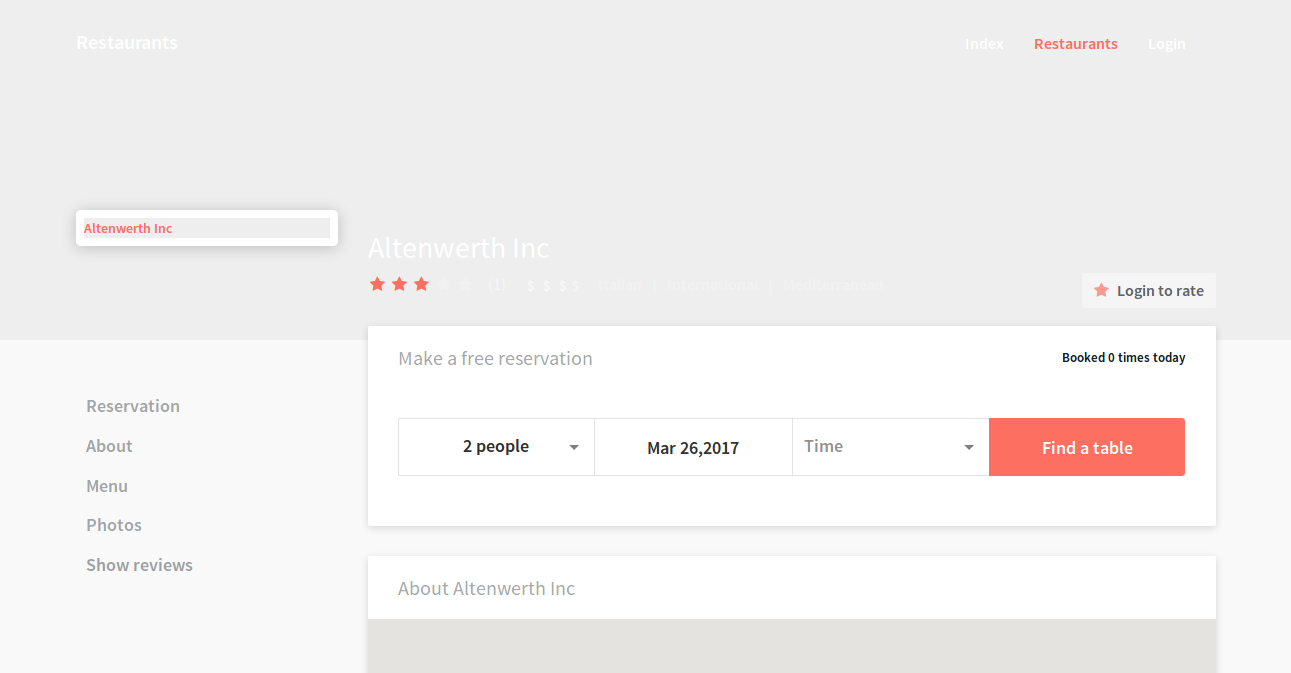 Restaurants
Index Restaurants Login
Altenwerth Inc
Altenwerth Inc
(1) $ $ $ $ Italian | International | Mediterranean
Login to rate
Make a free reservation
Booked 0 times today
2 people Mar 26,2017 Time Find a table
Reservation
About
Menu
Photos
Show reviews
About Altenwerth Inc